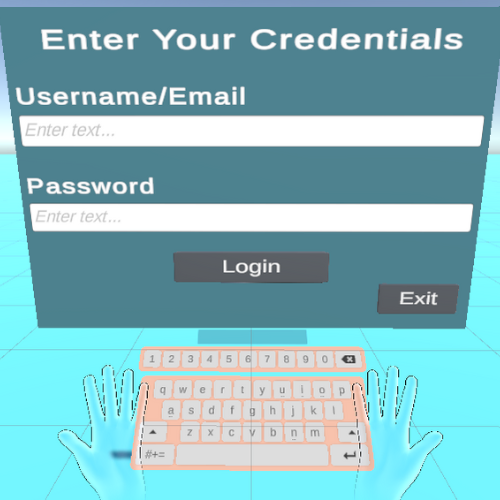 Enter Your Credentials
Username/Email
Enter text...
Password
Enter text...
Login
Exit
1 2 3 4 5 6 7 8 9 0
q w e r t y u i o p
a s d f g h j k l
z x c v b n m
#+=